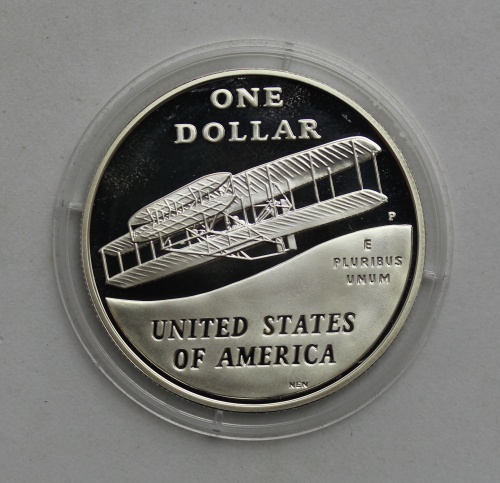 ONE
DOLLAR
P
E
PLURIBUS
UNUM
UNITED STATES
OF AMERICA
NEN